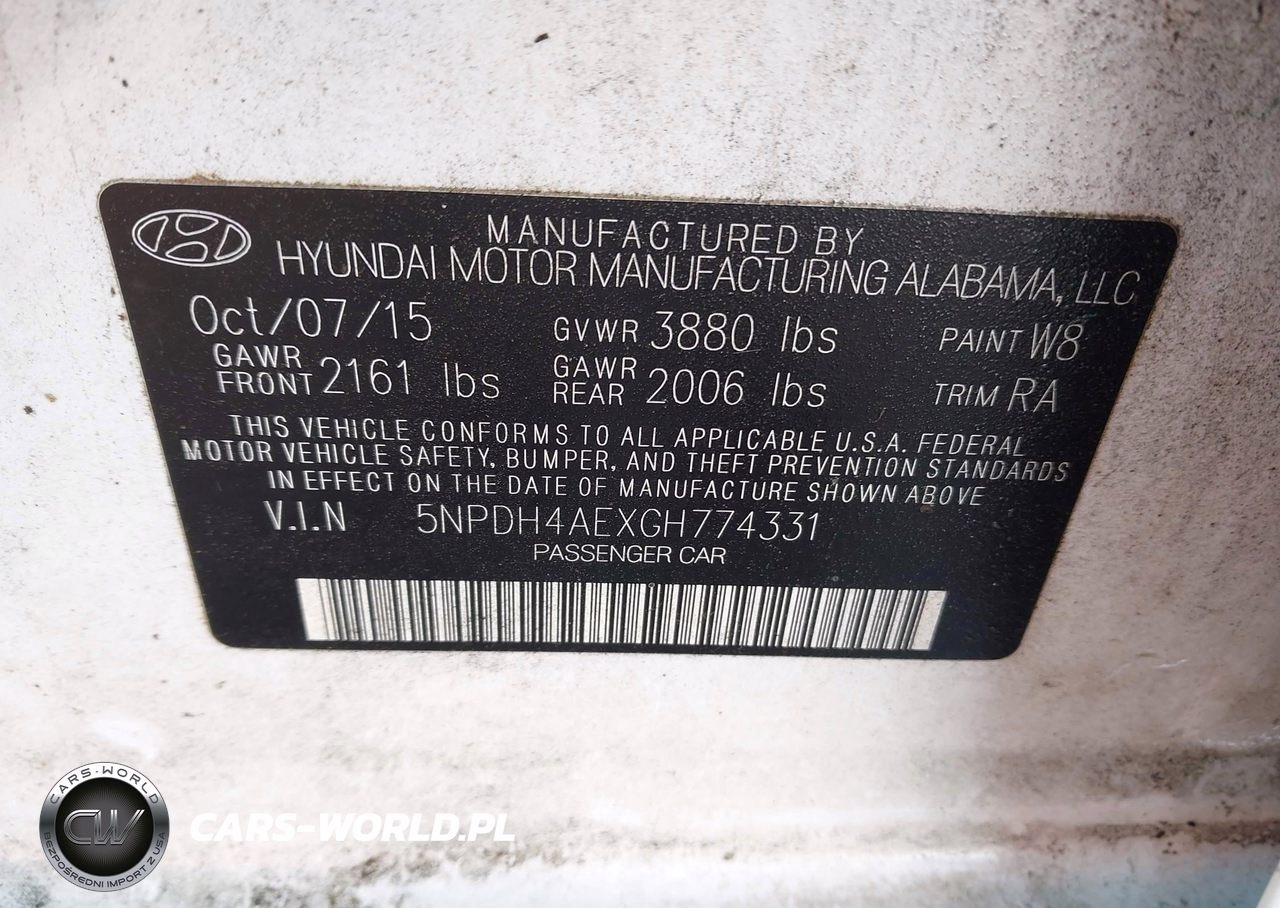 MANUFACTURED BY
HYUNDAI MOTOR MANUFACTURING ALABAMA, LLC
Oct/07/15 GVWR 3880 lbs PAINT W8
GAWR FRONT 2161 lbs GAWR REAR 2006 lbs TRIM RA
THIS VEHICLE CONFORMS TO ALL APPLICABLE U.S.A. FEDERAL
MOTOR VEHICLE SAFETY, BUMPER, AND THEFT PREVENTION STANDARDS
IN EFFECT ON THE DATE OF MANUFACTURE SHOWN ABOVE
V.I.N 5NPDH4AEXGH774331
PASSENGER CAR
CARS-WORLD
CW
BEZPOŚREDNI IMPORT Z USA
CARS-WORLD.PL